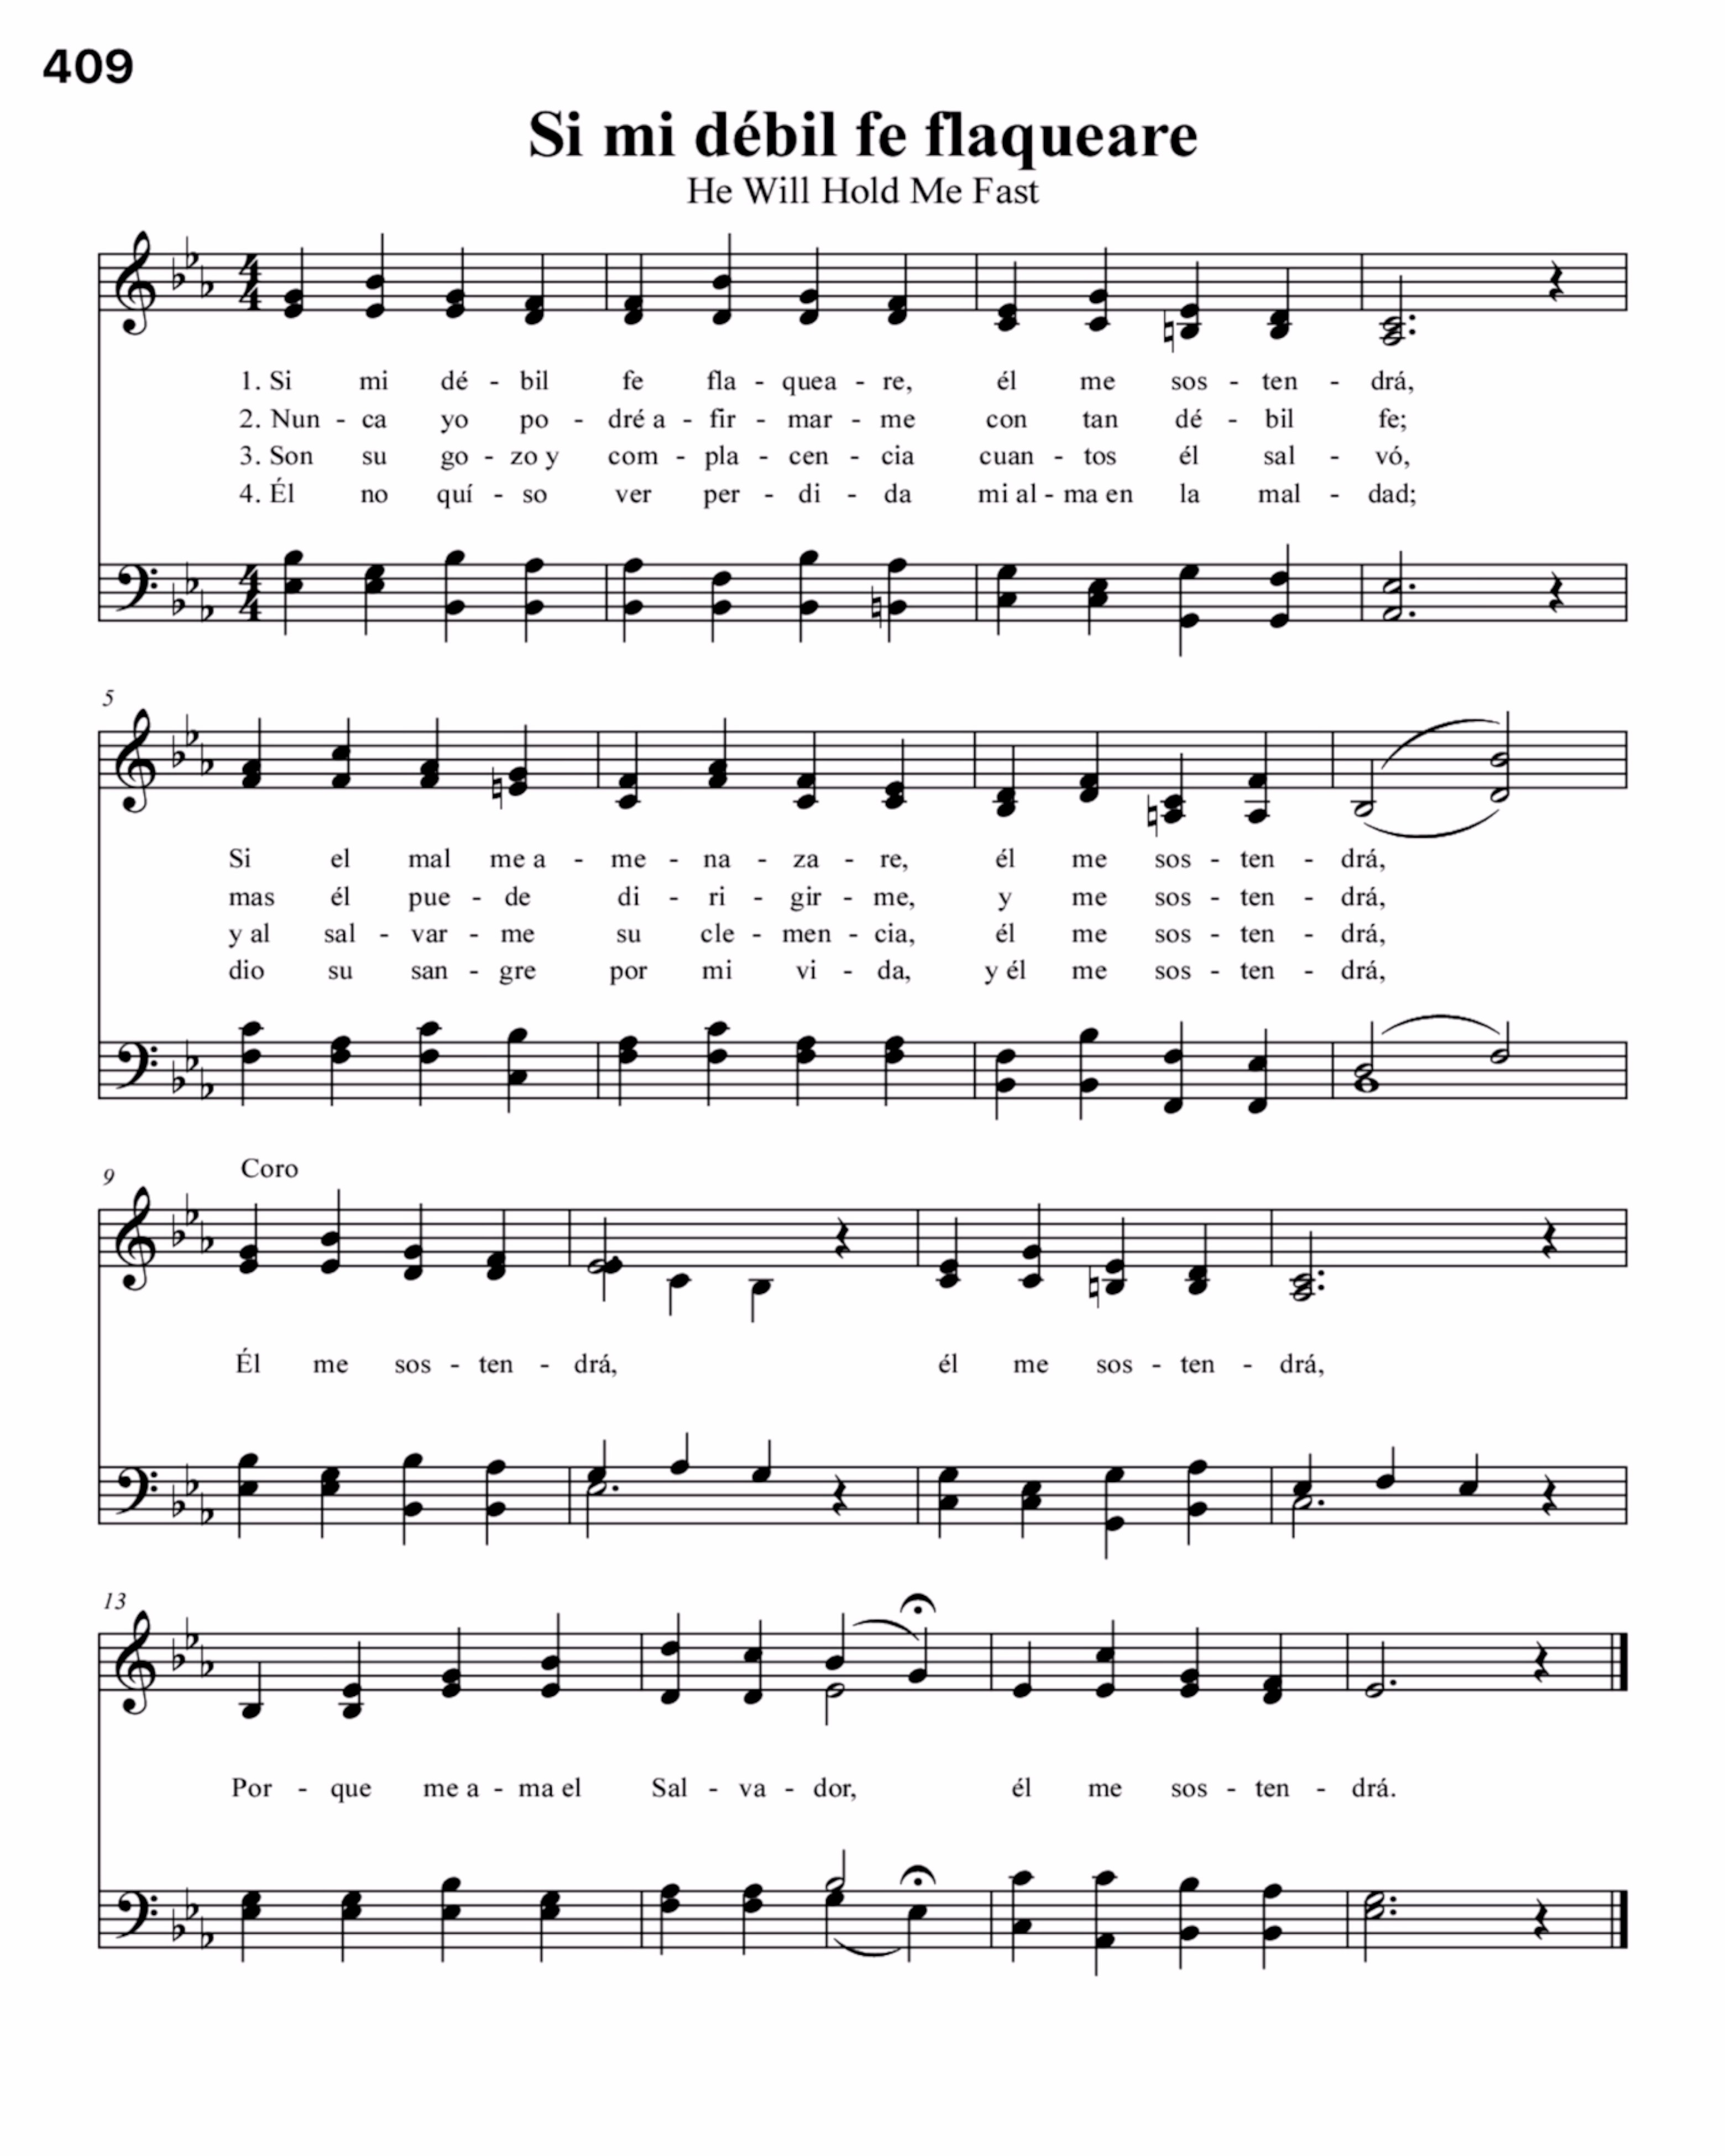 409
Si mi débil fe flaqueare
He Will Hold Me Fast
1. Si mi dé - bil fe fla - quea - re, él me sos - ten - drá,
2. Nun - ca yo po - dré a - fir - mar - me con tan dé - bil fe;
3. Son su go - zo y com - pla - cen - cia cuan - tos él sal - vó,
4. Él no quí - so ver per - di - da mi al - ma en la mal - dad;
5
Si el mal me a - me - na - za - re, él me sos - ten - drá,
mas él pue - de di - ri - gir - me, y me sos - ten - drá,
y al sal - var - me su cle - men - cia, él me sos - ten - drá,
dio su san - gre por mi vi - da, y él me sos - ten - drá,
9 Coro
Él me sos - ten - drá, él me sos - ten - drá,
13
Por - que me a - ma el Sal - va - dor, él me sos - ten - drá.